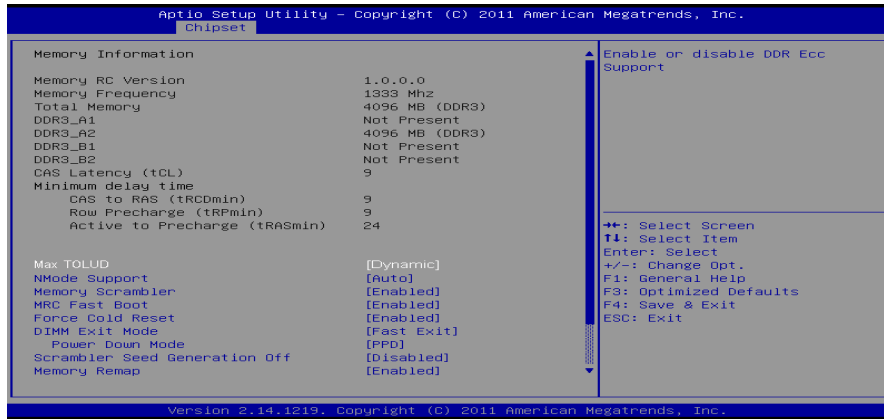 Aptio Setup Utility – Copyright (C) 2011 American Megatrends, Inc.
Chipset
Memory Information
Memory RC Version 1.0.0.0
Memory Frequency 1333 Mhz
Total Memory 4096 MB (DDR3)
DDR3_A1 Not Present
DDR3_A2 4096 MB (DDR3)
DDR3_B1 Not Present
DDR3_B2 Not Present
CAS Latency (tCL) 9
Minimum delay time
CAS to RAS (tRCDmin) 9
Row Precharge (tRPmin) 9
Active to Precharge (tRASmin) 24
Max TOLUD [Dynamic]
NMode Support [Auto]
Memory Scrambler [Enabled]
MRC Fast Boot [Enabled]
Force Cold Reset [Enabled]
DIMM Exit Mode [Fast Exit]
Power Down Mode [PPD]
Scrambler Seed Generation Off [Disabled]
Memory Remap [Enabled]
Enable or disable DDR Ecc
Support
→←: Select Screen
↑↓: Select Item
Enter: Select
+/-: Change Opt.
F1: General Help
F3: Optimized Defaults
F4: Save & Exit
ESC: Exit
Version 2.14.1219. Copyright (C) 2011 American Megatrends, Inc.